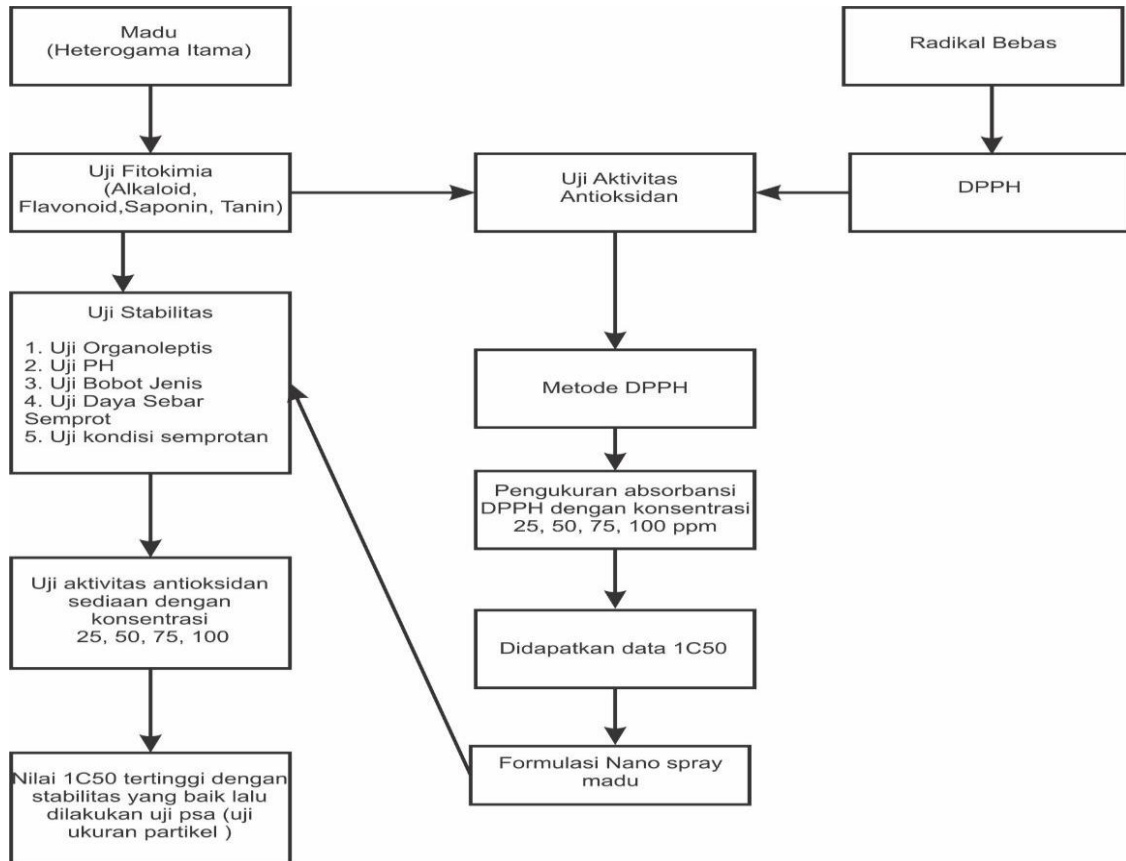 Madu
(Heterogama Itama)
Radikal Bebas
Uji Fitokimia
(Alkaloid,
Flavonoid,Saponin, Tanin)
Uji Aktivitas
Antioksidan
DPPH
Uji Stabilitas
1. Uji Organoleptis
2. Uji PH
3. Uji Bobot Jenis
4. Uji Daya Sebar
Semprot
5. Uji kondisi semprotan
Metode DPPH
Pengukuran absorbansi
DPPH dengan konsentrasi
25, 50, 75, 100 ppm
Uji aktivitas antioksidan
sediaan dengan
konsentrasi
25, 50, 75, 100
Didapatkan data 1C50
Formulasi Nano spray
madu
Nilai 1C50 tertinggi dengan
stabilitas yang baik lalu
dilakukan uji psa (uji
ukuran partikel )